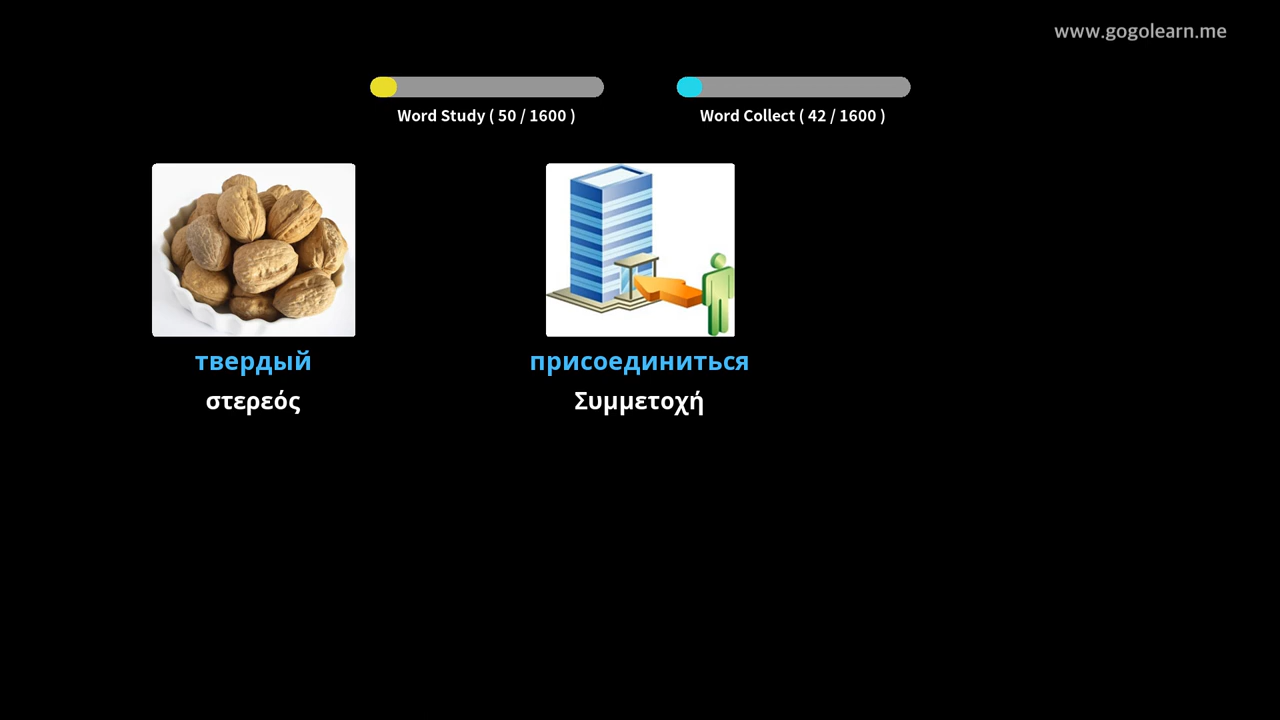 www.gogolearn.me
Word Study ( 50 / 1600 )
Word Collect ( 42 / 1600 )
твердый
στερεός
присоединиться
Συμμετοχή